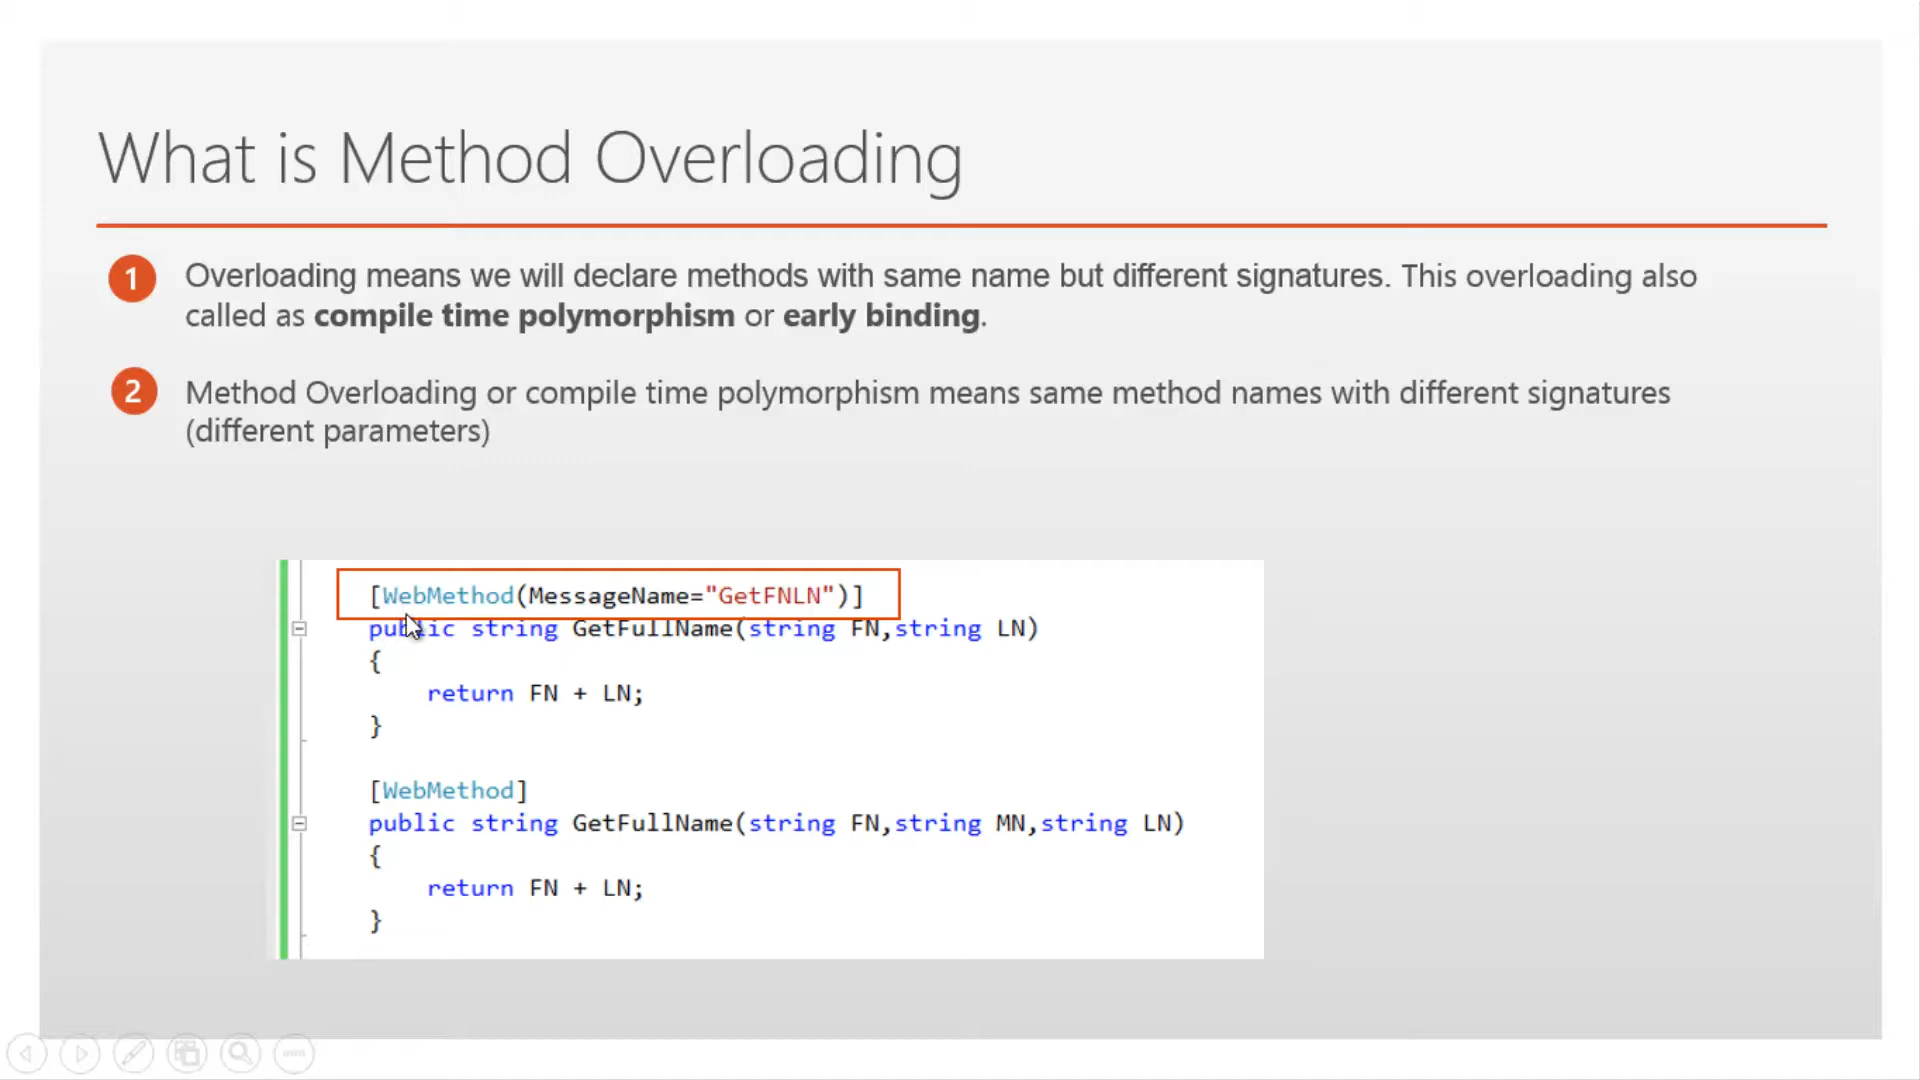 What is Method Overloading
1 Overloading means we will declare methods with same name but different signatures. This overloading also
called as compile time polymorphism or early binding.
2 Method Overloading or compile time polymorphism means same method names with different signatures
(different parameters)
[WebMethod(MessageName="GetFNLN")]
public string GetFullName(string FN,string LN)
{
return FN + LN;
}
[WebMethod]
public string GetFullName(string FN,string MN,string LN)
{
return FN + LN;
}